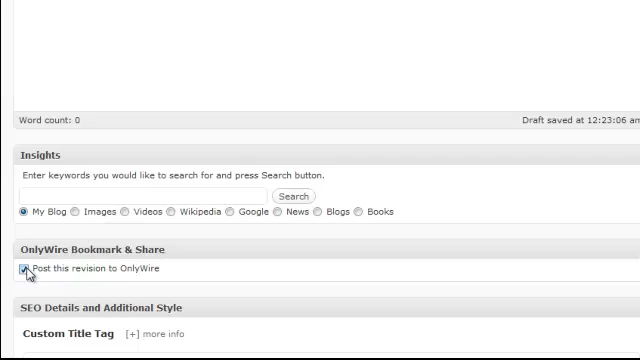 Word count: 0 Draft saved at 12:23:06 am
Insights
Enter keywords you would like to search for and press Search button.
Search
My Blog Images Videos Wikipedia Google News Blogs Books
OnlyWire Bookmark & Share
Post this revision to OnlyWire
SEO Details and Additional Style
Custom Title Tag [+] more info